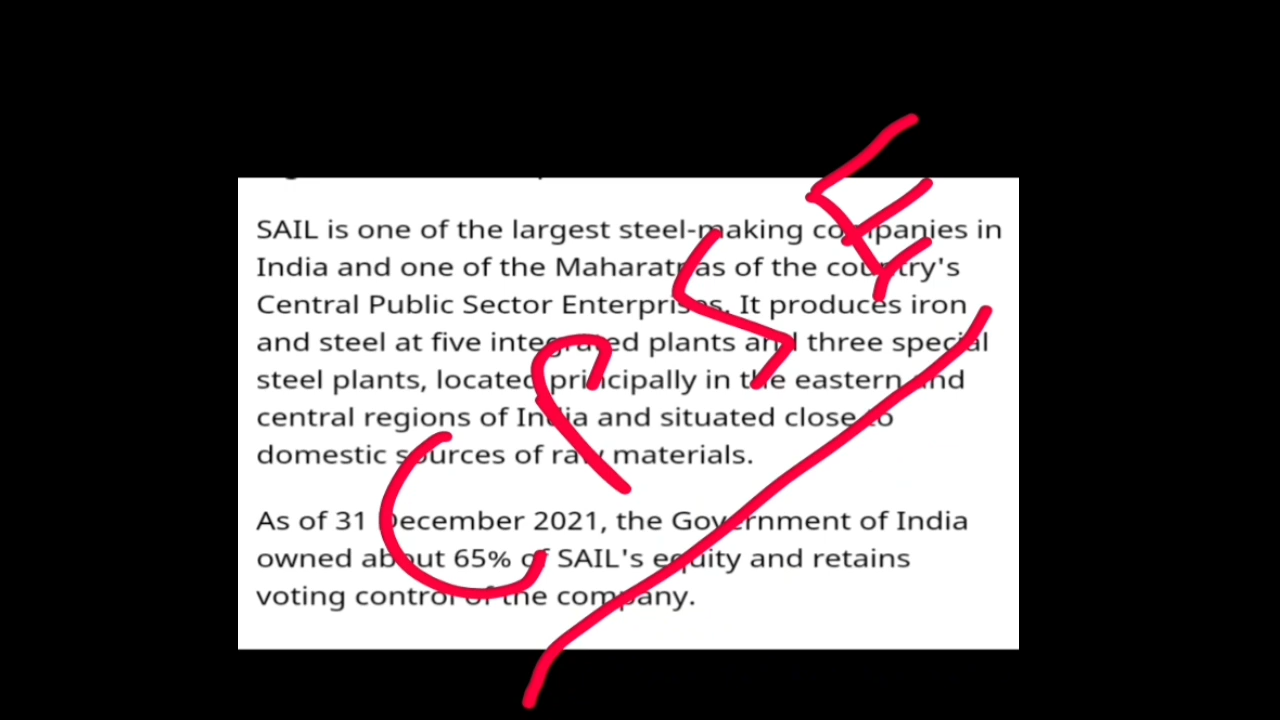 SAIL is one of the largest steel-making companies in
India and one of the Maharatnas of the country's
Central Public Sector Enterprises. It produces iron
and steel at five integrated plants and three special
steel plants, located principally in the eastern and
central regions of India and situated close to
domestic sources of raw materials.
As of 31 December 2021, the Government of India
owned about 65% of SAIL's equity and retains
voting control of the company.
CPSE